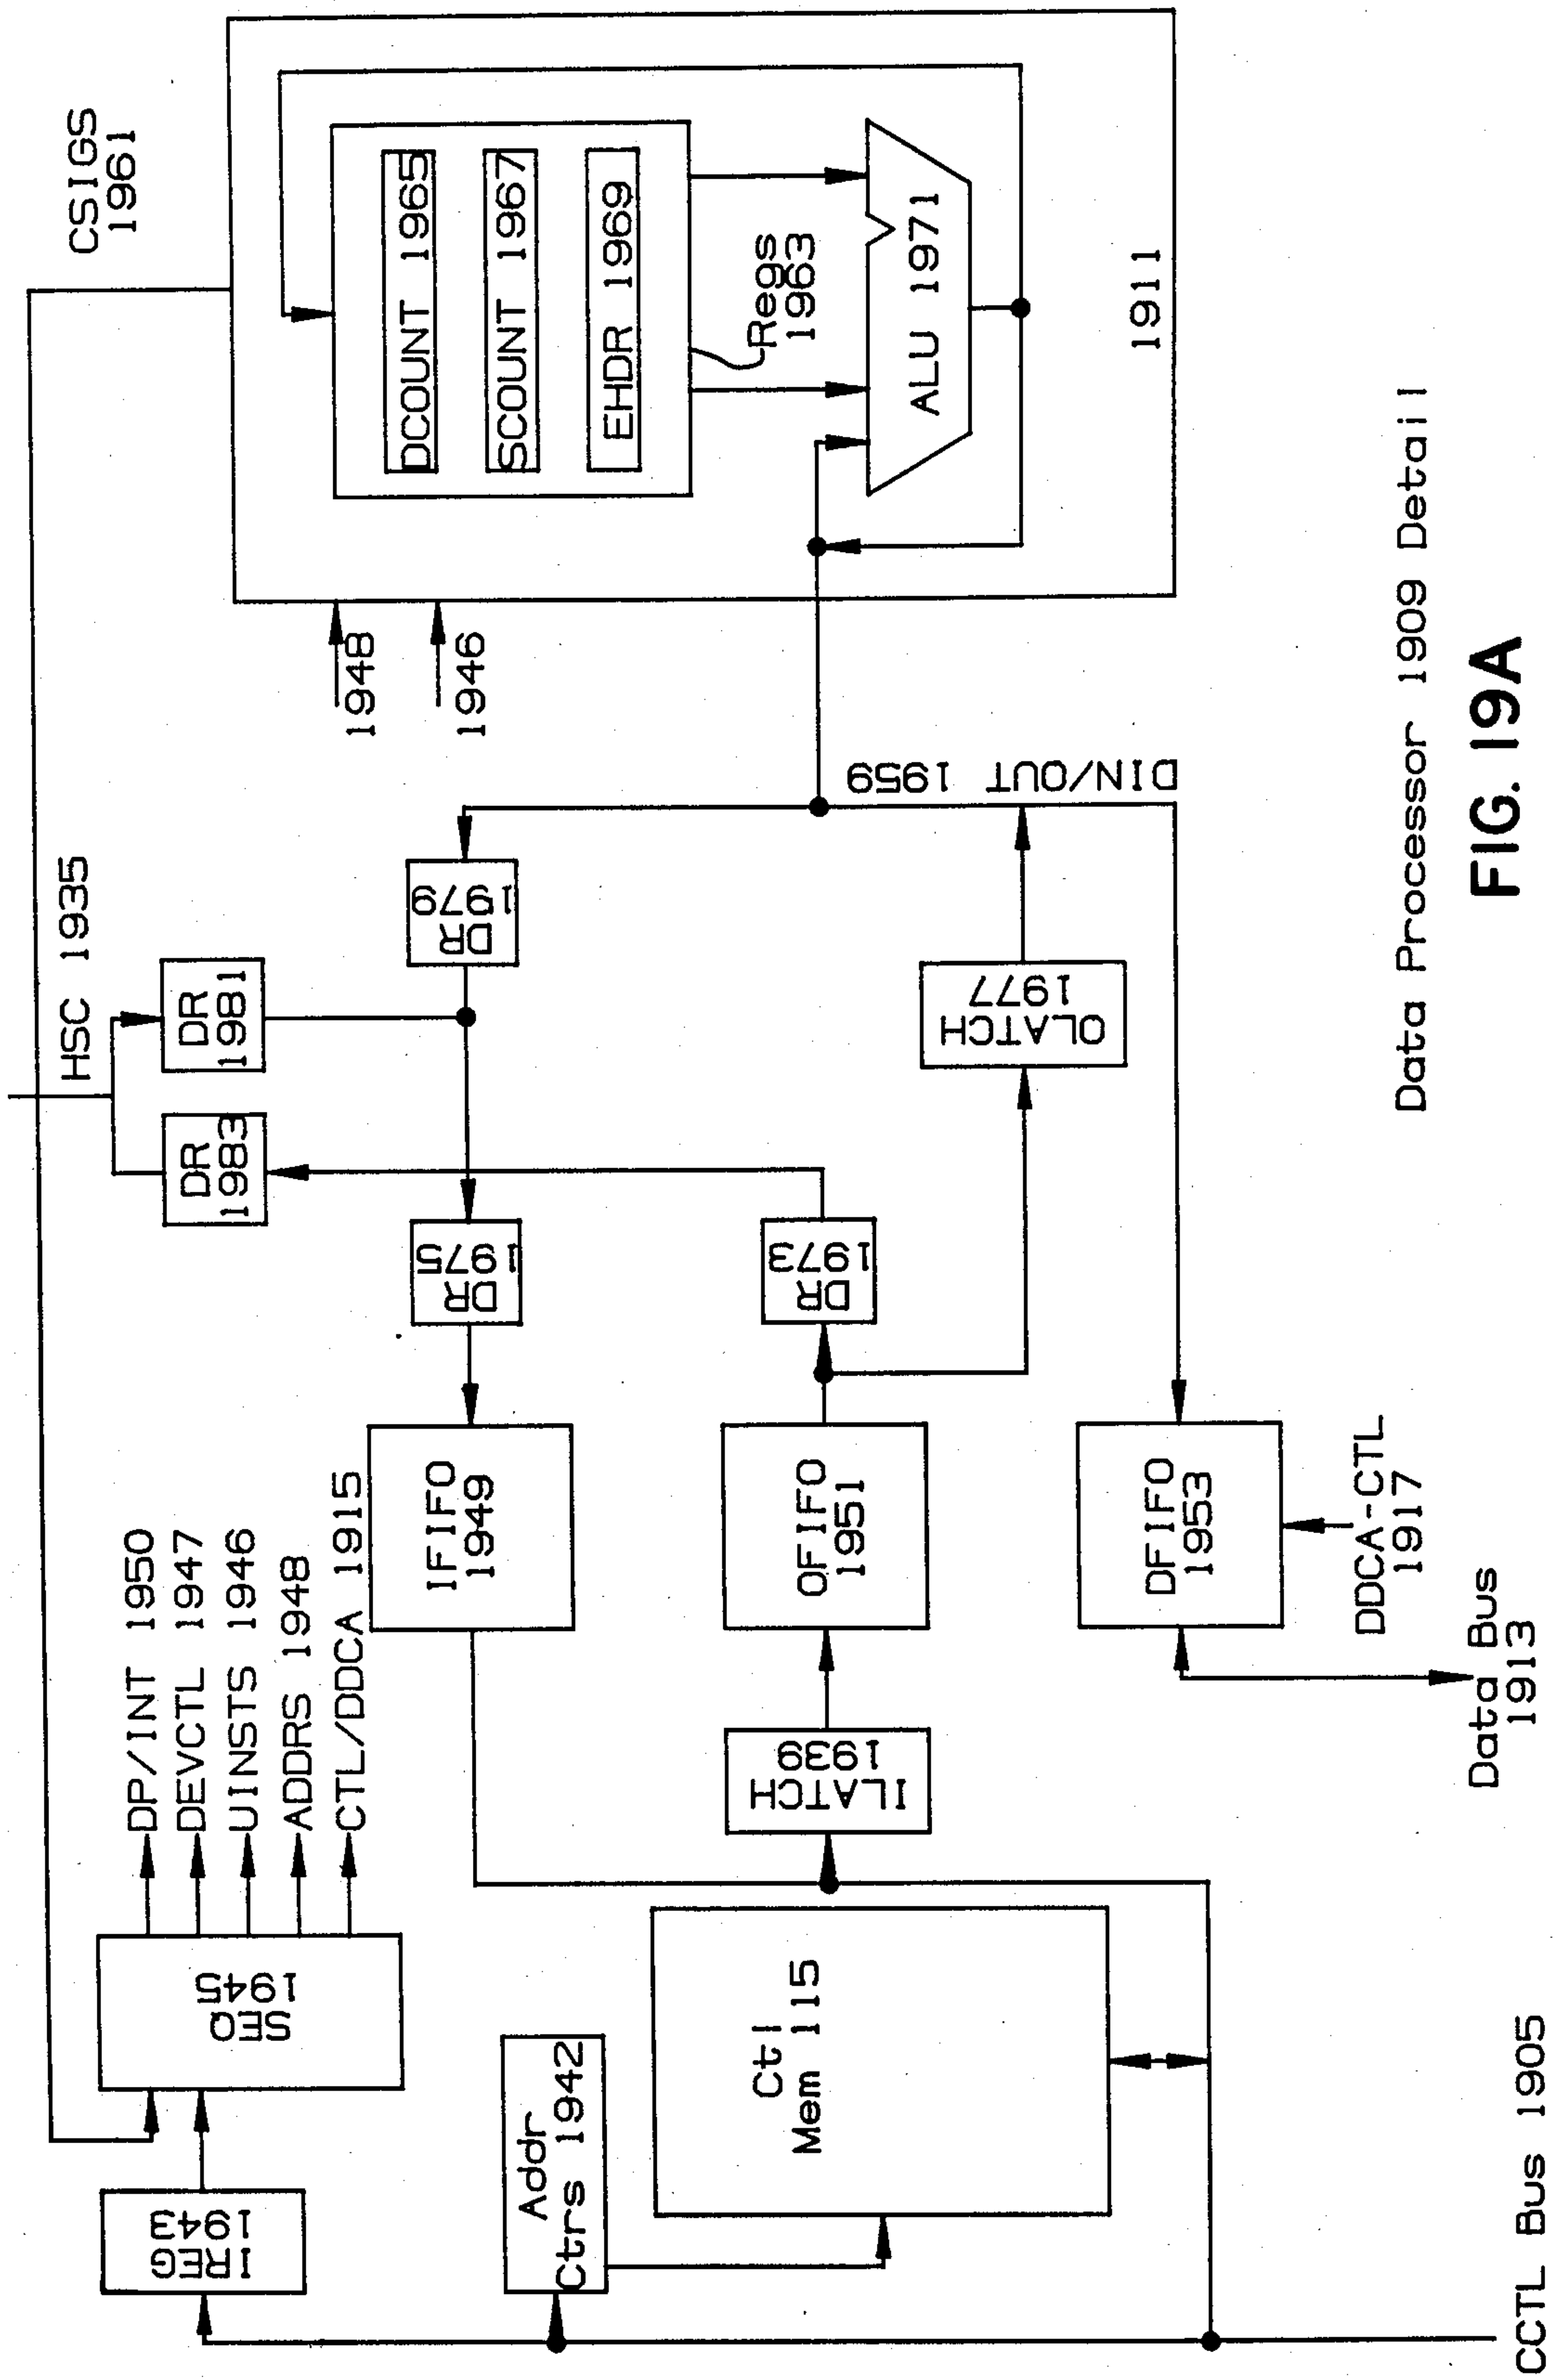 CSIGS
1961
HSC 1935
DR
1983
DR
1981
DP/INT 1950
DEVCTL 1947
UINSTS 1946
ADDRS 1948
CTL/DDCA 1915
IREG
1943
SEQ
1945
IFIFO
1949
DR
1975
DR
1979
1948
1946
DCOUNT 1965
SCOUNT 1967
EHDR 1969
Regs
1963
ALU 1971
1911
Addr
Ctrs 1942
Ctl
Mem 115
ILATCH
1939
OFIFO
1951
DR
1973
OLATCH
1977
DIN/OUT 1959
DFIFO
1953
DDCA-CTL
1917
Data Bus
1913
CCTL Bus 1905
Data Processor 1909 Detail
FIG. 19A